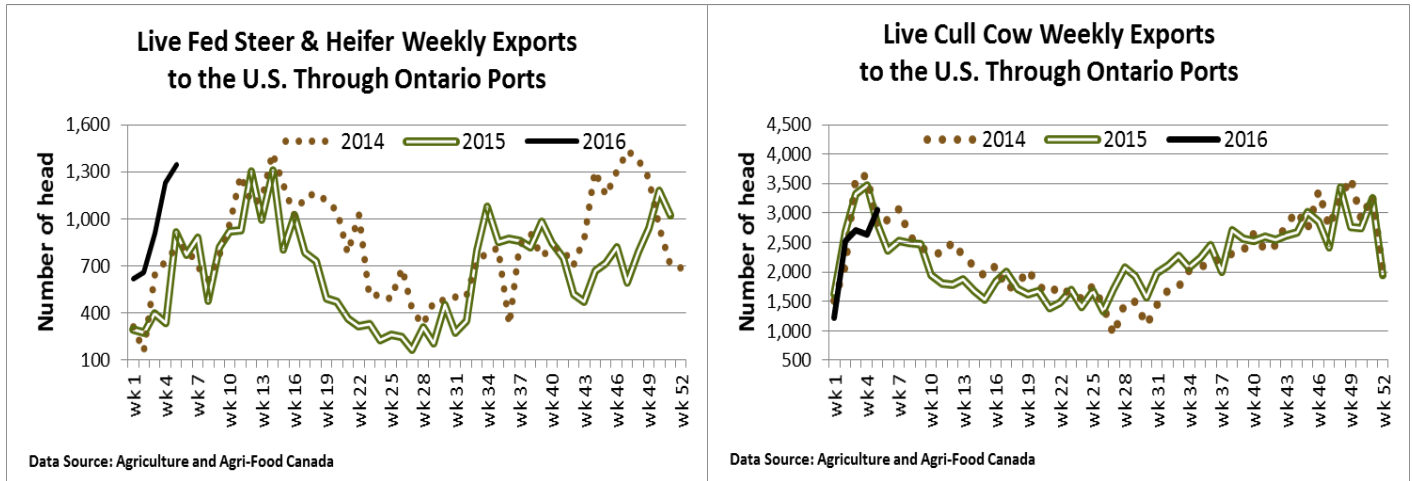 Live Fed Steer & Heifer Weekly Exports
to the U.S. Through Ontario Ports
1,600
1,300
1,000
700
400
100
Number of head
2014
2015
2016
wk 1
wk 4
wk 7
wk 10
wk 13
wk 16
wk 19
wk 22
wk 25
wk 28
wk 31
wk 34
wk 37
wk 40
wk 43
wk 46
wk 49
wk 52
Data Source: Agriculture and Agri-Food Canada
Live Cull Cow Weekly Exports
to the U.S. Through Ontario Ports
4,500
4,000
3,500
3,000
2,500
2,000
1,500
1,000
500
Number of head
2014
2015
2016
wk 1
wk 4
wk 7
wk 10
wk 13
wk 16
wk 19
wk 22
wk 25
wk 28
wk 31
wk 34
wk 37
wk 40
wk 43
wk 46
wk 49
wk 52
Data Source: Agriculture and Agri-Food Canada